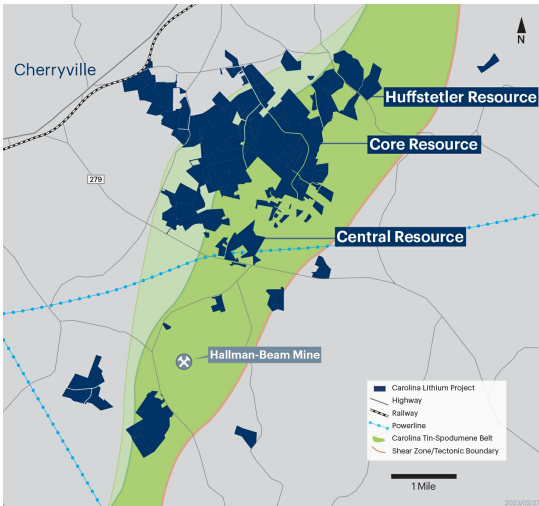 N
Cherryville
Huffstetler Resource
Core Resource
279
Central Resource
Hallman-Beam Mine
Carolina Lithium Project
Highway
Railway
Powerline
Carolina Tin-Spodumene Belt
Shear Zone/Tectonic Boundary
1 Mile